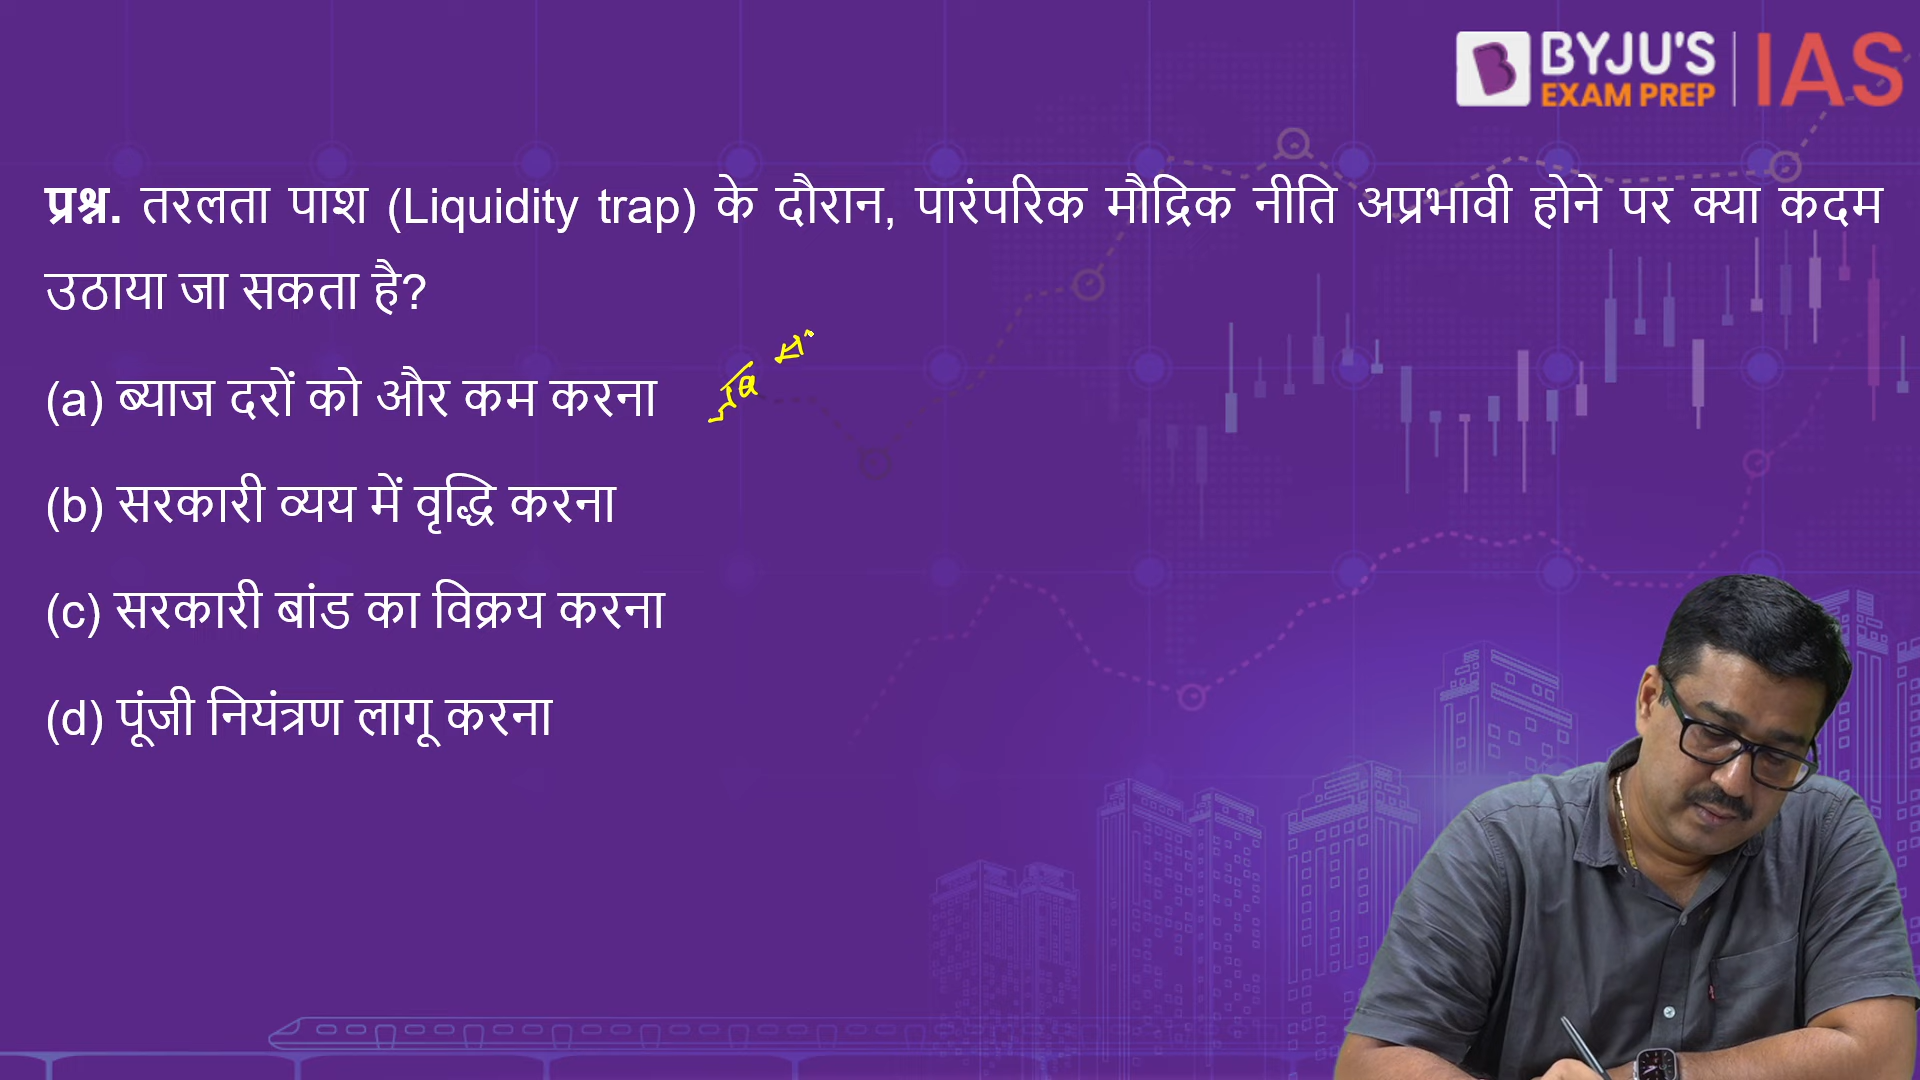 BYJU'S
EXAM PREP
IAS
प्रश्न. तरलता पाश (Liquidity trap) के दौरान, पारंपरिक मौद्रिक नीति अप्रभावी होने पर क्या कदम
उठाया जा सकता है?
(a) ब्याज दरों को और कम करना
(b) सरकारी व्यय में वृद्धि करना
(c) सरकारी बांड का विक्रय करना
(d) पूंजी नियंत्रण लागू करना